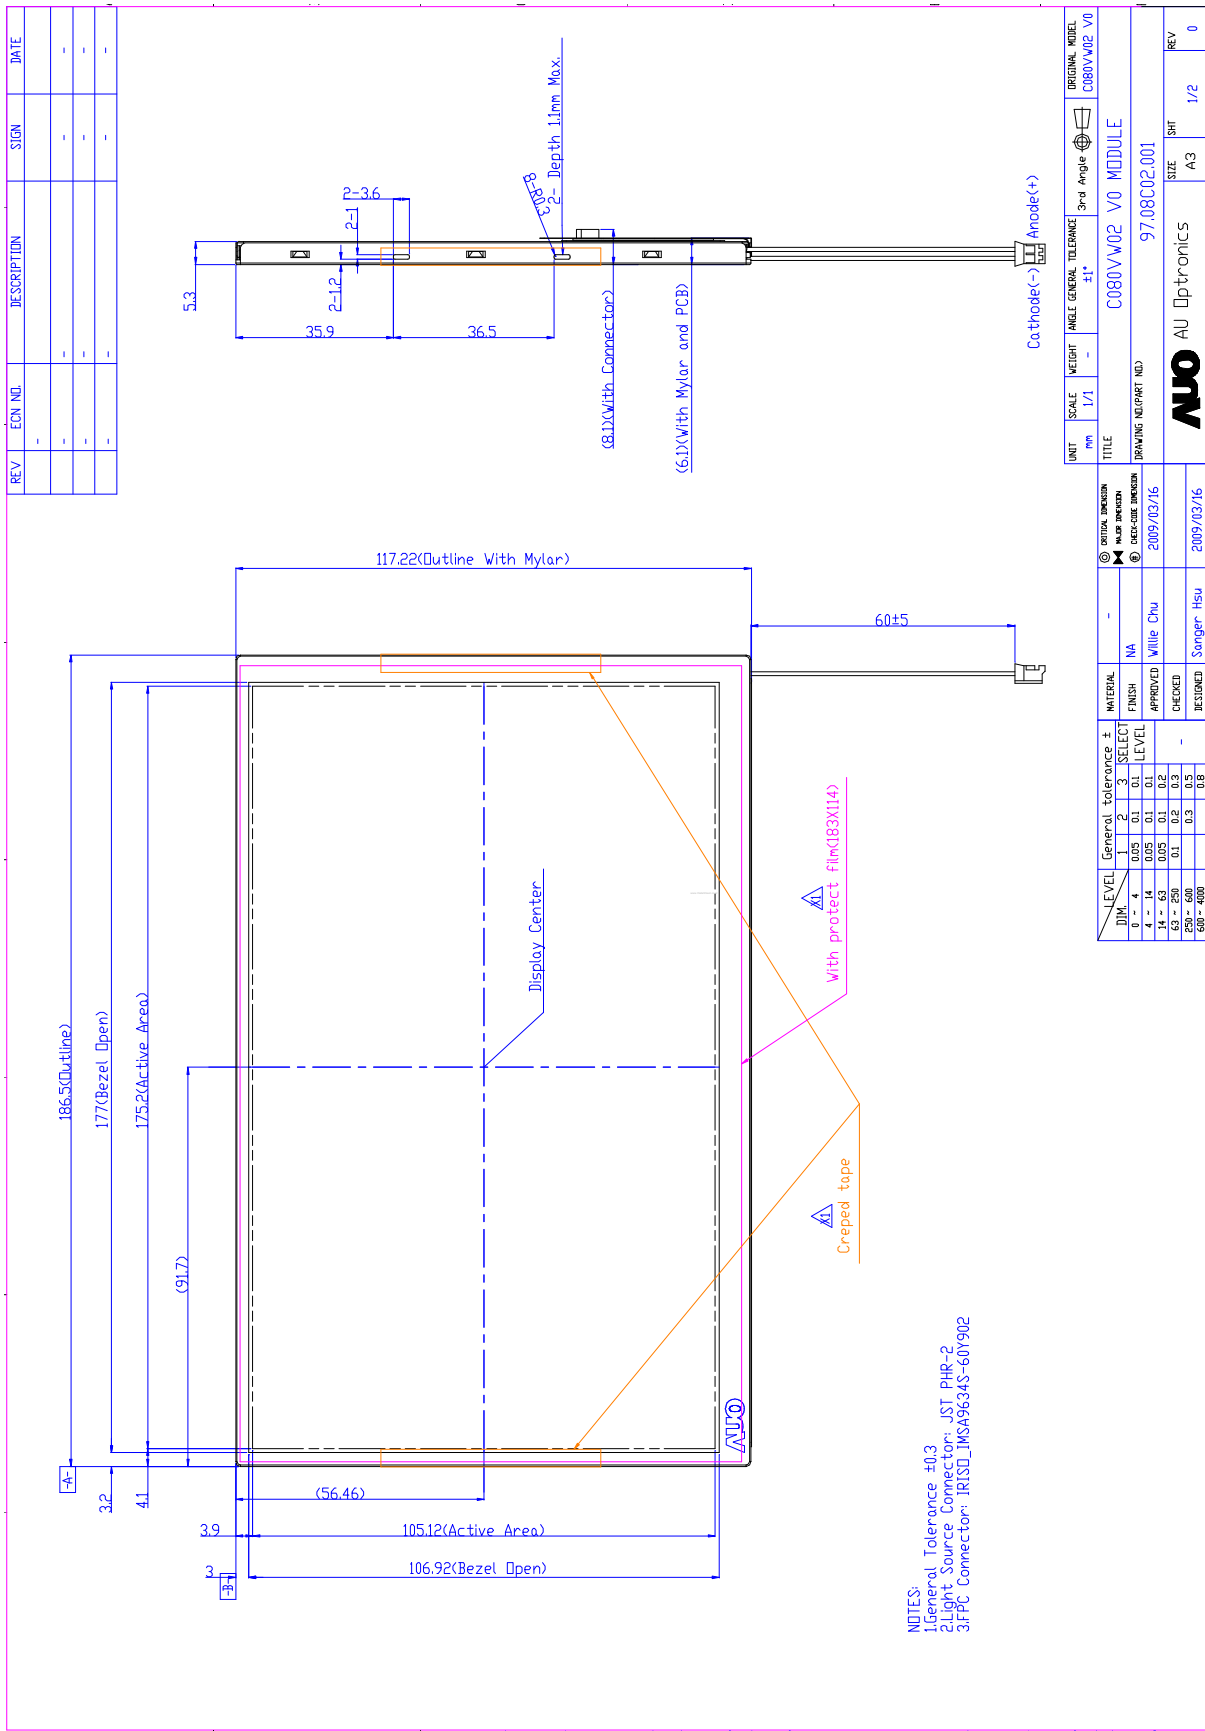 REV ECN NO. DESCRIPTION SIGN DATE
- - - -
- - - -
- - - -
-
5.3
35.9
36.5
2-1.2
2-1
2-3.6
8-R0.3
2- Depth 1.1mm Max.
(8.1)(With Connector)
(6.1)(With Mylar and PCB)
Cathode(-) Anode(+)
117.22(Outline With Mylar)
60±5
186.5(Outline)
177(Bezel Open)
175.2(Active Area)
(91.7)
-A-
3.2
4.1
(56.46)
3.9
105.12(Active Area)
3
106.92(Bezel Open)
-B-
Display Center
X1
With protect film(183X114)
X1
Creped tape
AUO
NOTES:
1.General Tolerance ±0.3
2.Light Source Connector: JST PHR-2
3.FPC Connector: IRISO_IMSA9634S-60Y902
LEVEL General tolerance ±
DIM. 1 2 3 SELECT LEVEL
0 ~ 4 0.05 0.1 0.1
4 ~ 14 0.05 0.1 0.1
14 ~ 63 0.05 0.1 0.2
63 ~ 250 0.1 0.2 0.3 -
250 ~ 600 0.3 0.5
600 ~ 4000 0.8
MATERIAL -
FINISH NA
APPROVED Willie Chu 2009/03/16
CHECKED
DESIGNED Sanger Hsu 2009/03/16
CRITICAL DIMENSION
MAJOR DIMENSION
# CHECK-CODE DIMENSION
UNIT SCALE WEIGHT ANGLE GENERAL TOLERANCE 3rd Angle ORIGINAL MODEL
mm 1/1 - ±1° C080VW02 V0
TITLE
C080VW02 V0 MODULE
DRAWING NO.(PART NO.)
97.08C02.001
AUO AU Optronics
SIZE SHT REV
A3 1/2 0